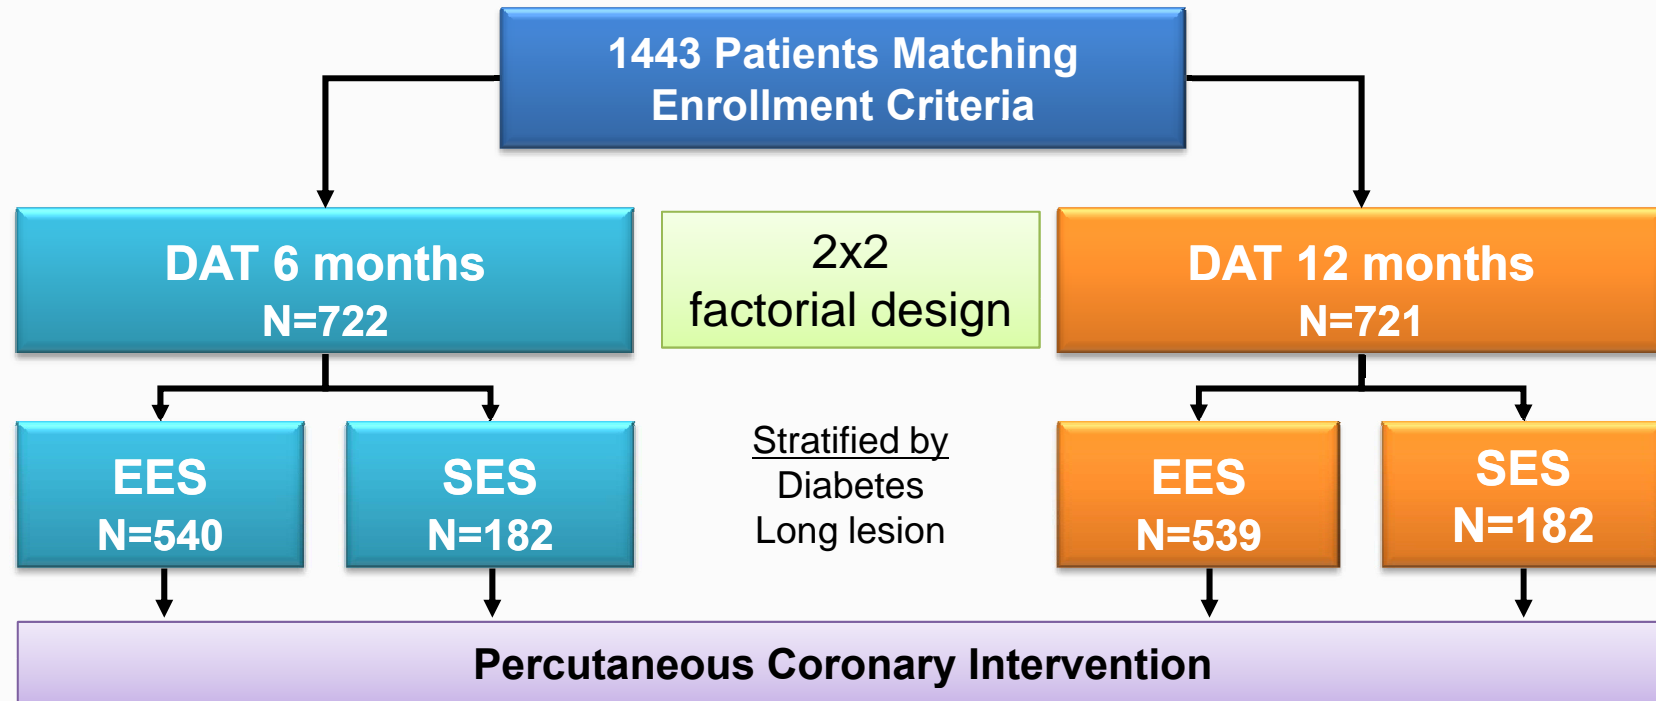 1443 Patients Matching
Enrollment Criteria
DAT 6 months
N=722
2x2
factorial design
DAT 12 months
N=721
EES
N=540
SES
N=182
Stratified by
Diabetes
Long lesion
EES
N=539
SES
N=182
Percutaneous Coronary Intervention